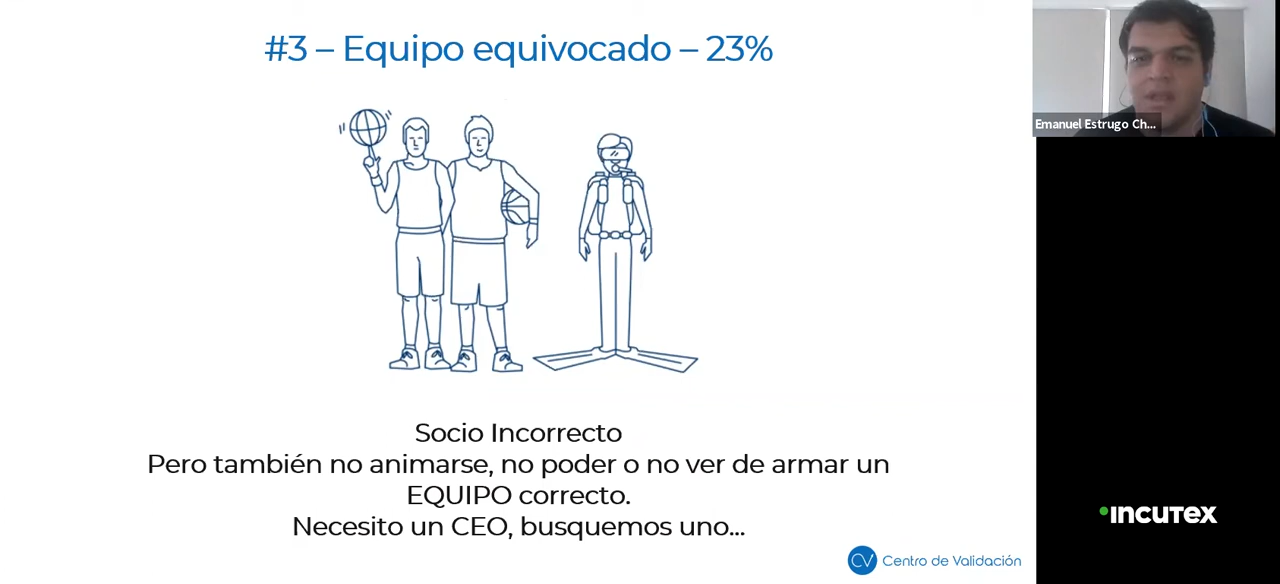 #3 – Equipo equivocado – 23%
Emanuel Estrugo Ch...
Socio Incorrecto
Pero también no animarse, no poder o no ver de armar un
EQUIPO correcto.
Necesito un CEO, busquemos uno...
INCUTEX
CV Centro de Validación